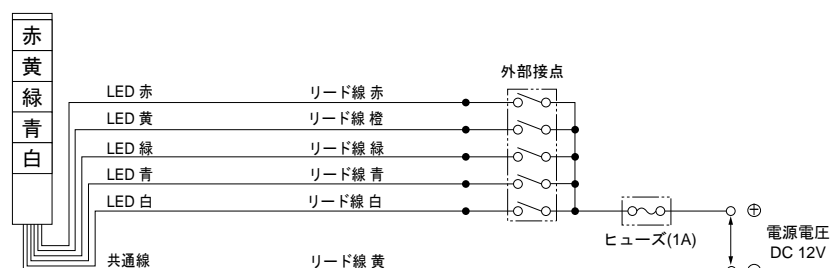 赤
黄
緑
青
白
外部接点
LED 赤 リード線 赤
LED 黄 リード線 橙
LED 緑 リード線 緑
LED 青 リード線 青
LED 白 リード線 白
共通線 リード線 黄
ヒューズ(1A)
⊕
電源電圧
DC 12V